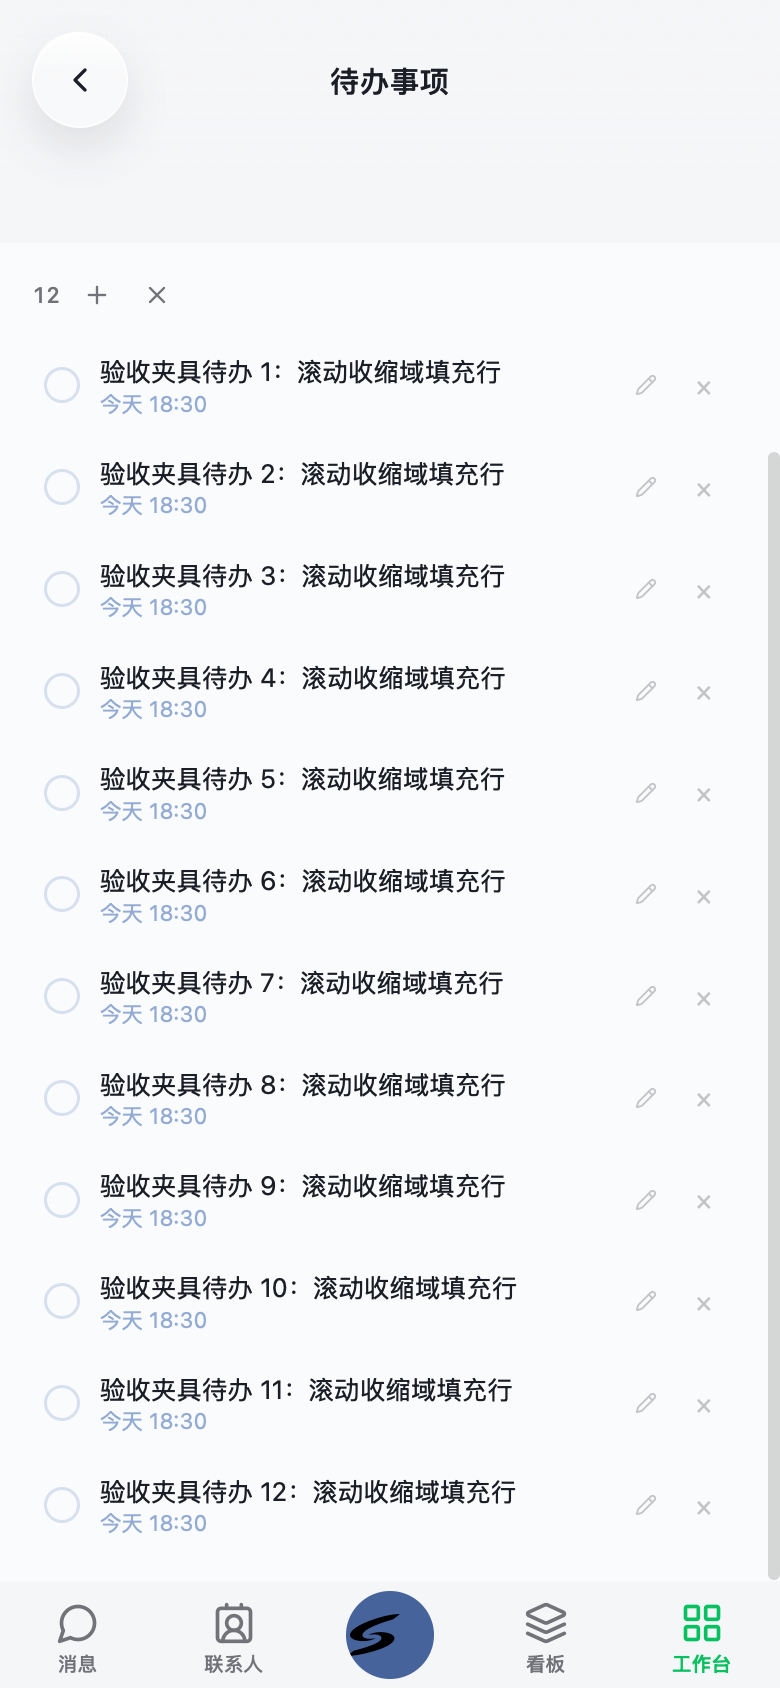 待办事项
12
验收夹具待办 1：滚动收缩域填充行
今天 18:30
验收夹具待办 2：滚动收缩域填充行
今天 18:30
验收夹具待办 3：滚动收缩域填充行
今天 18:30
验收夹具待办 4：滚动收缩域填充行
今天 18:30
验收夹具待办 5：滚动收缩域填充行
今天 18:30
验收夹具待办 6：滚动收缩域填充行
今天 18:30
验收夹具待办 7：滚动收缩域填充行
今天 18:30
验收夹具待办 8：滚动收缩域填充行
今天 18:30
验收夹具待办 9：滚动收缩域填充行
今天 18:30
验收夹具待办 10：滚动收缩域填充行
今天 18:30
验收夹具待办 11：滚动收缩域填充行
今天 18:30
验收夹具待办 12：滚动收缩域填充行
今天 18:30
消息
联系人
看板
工作台